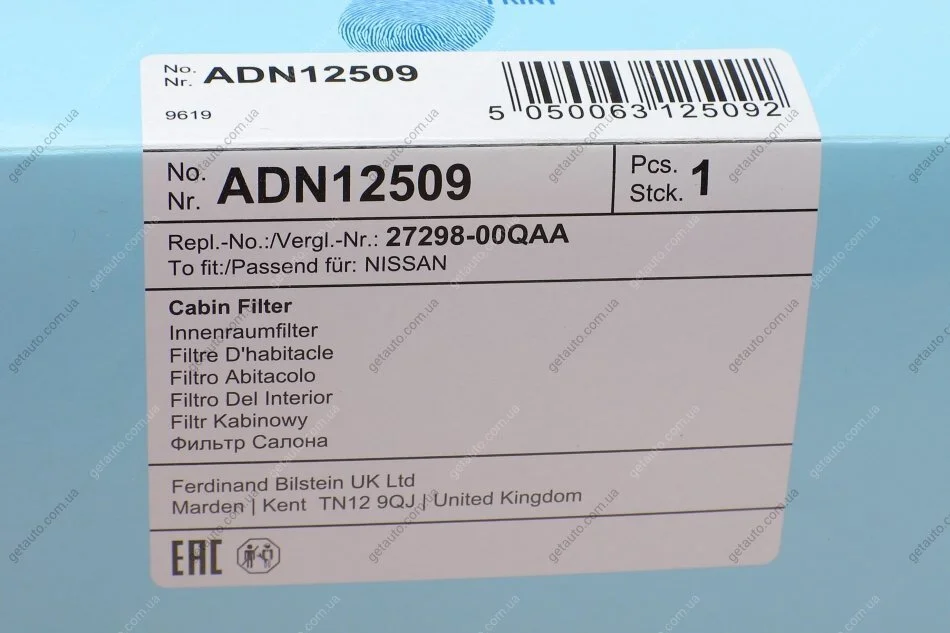 PRINT
No. Nr. ADN12509
9619
5 050063 125092
No. Nr. ADN12509
Pcs. Stck. 1
Repl.-No.:/Vergl.-Nr.: 27298-00QAA
To fit:/Passend für: NISSAN
Cabin Filter
Innenraumfilter
Filtre D'habitacle
Filtro Abitacolo
Filtro Del Interior
Filtr Kabinowy
Фильтр Салона
Ferdinand Bilstein UK Ltd
Marden | Kent TN12 9QJ | United Kingdom
EAC
getauto.com.ua